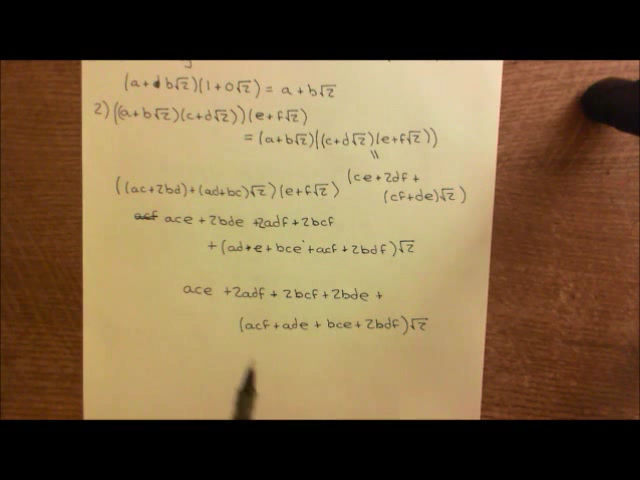 (a+b√2)(1+0√2) = a+b√2
2) ((a+b√2)(c+d√2))(e+f√2)
= (a+b√2)((c+d√2)(e+f√2))
((ac+2bd)+(ad+bc)√2)(e+f√2) (ce+2df+
(cf+de)√2)
acf ace + 2bde + 2adf + 2bcf
+ (ade + bce + acf + 2bdf)√2
ace + 2adf + 2bcf + 2bde +
(acf + ade + bce + 2bdf)√2